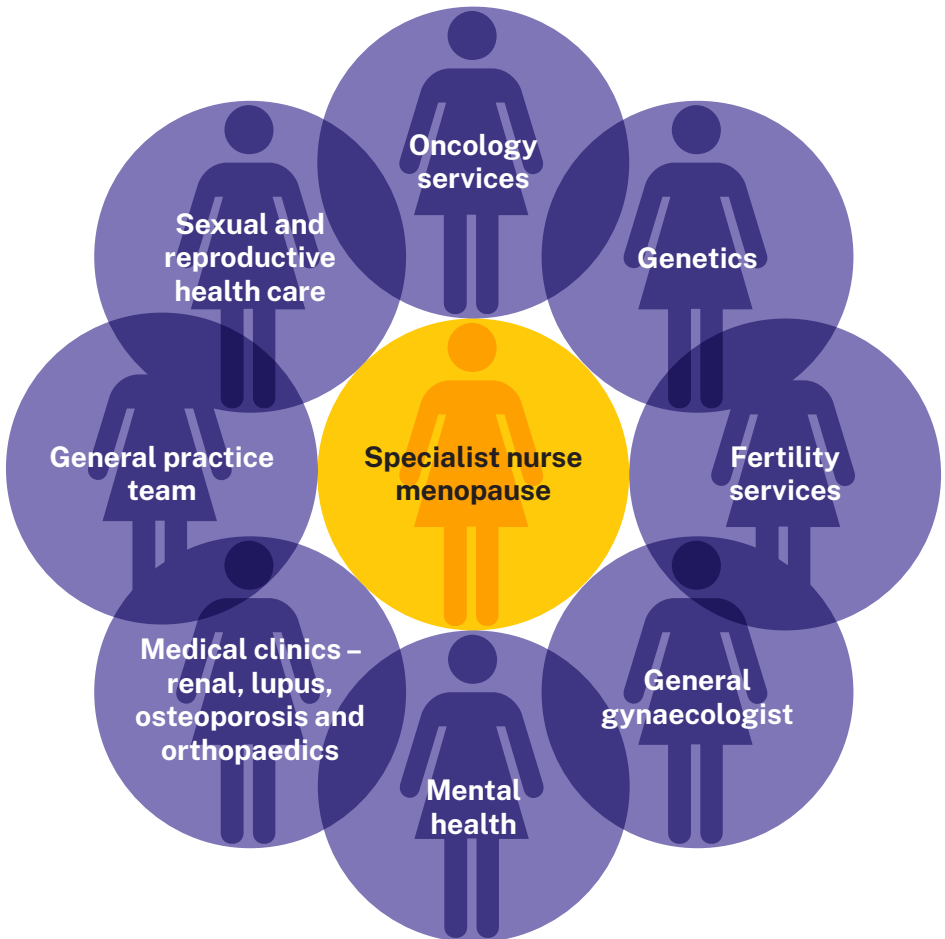 Oncology
services
Sexual and
reproductive
health care
Genetics
General practice
team
Specialist nurse
menopause
Fertility
services
Medical clinics –
renal, lupus,
osteoporosis and
orthopaedics
General
gynaecologist
Mental
health